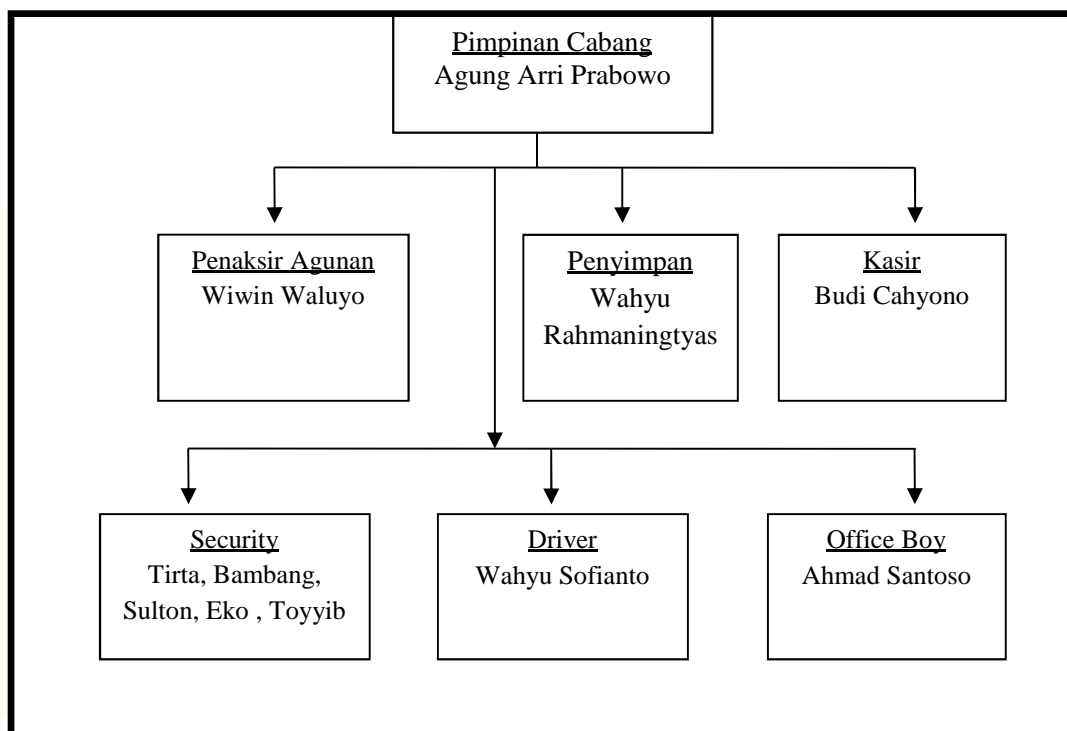 Pimpinan Cabang
Agung Arri Prabowo
Penaksir Agunan
Wiwin Waluyo
Penyimpan
Wahyu
Rahmaningtyas
Kasir
Budi Cahyono
Security
Tirta, Bambang,
Sulton, Eko , Toyyib
Driver
Wahyu Sofianto
Office Boy
Ahmad Santoso